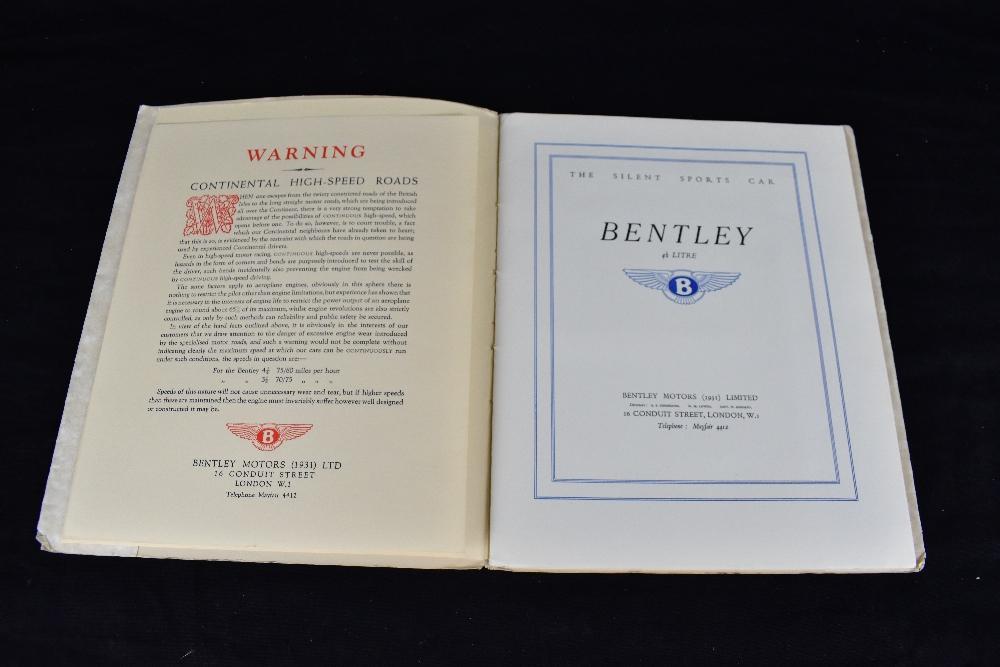 WARNING
CONTINENTAL HIGH-SPEED ROADS
WHEN one escapes from the twisty constricted roads of the British
Isles to the long straight motor roads, which are being introduced
all over the Continent, there is a very strong temptation to take
advantage of the possibilities of CONTINUOUS high-speed, which
opens before one. To do so, however, is to court trouble, a fact
which our Continental neighbours have already taken to heart;
that this is so, is evidenced by the restraint with which the roads in question are being
used by experienced Continental drivers.
Even in high-speed motor racing, CONTINUOUS high-speeds are never possible, as
hazards in the form of corners and bends are purposely introduced to test the skill of
the driver, such bends incidentally also preventing the engine from being wrecked
by CONTINUOUS high-speed driving.
The same factors apply to aeroplane engines, obviously in this sphere there is
nothing to restrict the pilot other than engine limitations, but experience has shown that
it is necessary in the interests of engine life to restrict the power output of an aeroplane
engine to round about 65% of its maximum, whilst engine revolutions are also strictly
controlled, as only by such methods can reliability and public safety be secured.
In view of the hard facts outlined above, it is obviously in the interests of our
customers that we draw attention to the danger of excessive engine wear introduced
by the specialised motor roads, and such a warning would not be complete without
indicating clearly the maximum speed at which our cars can be CONTINUOUSLY run
under such conditions, the speeds in question are:—
For the Bentley 4¼ 75/80 miles per hour
„ „ 3½ 70/75 „ „ „
Speeds of this nature will not cause unnecessary wear and tear, but if higher speeds
than these are maintained then the engine must invariably suffer however well designed
or constructed it may be.
B
BENTLEY MOTORS (1931) LTD
16 CONDUIT STREET
LONDON W.1
Telephone Mayfair 4412
THE SILENT SPORTS CAR
BENTLEY
4¼ LITRE
B
BENTLEY MOTORS (1931) LIMITED
16 CONDUIT STREET, LONDON, W.1
Telephone: Mayfair 4412